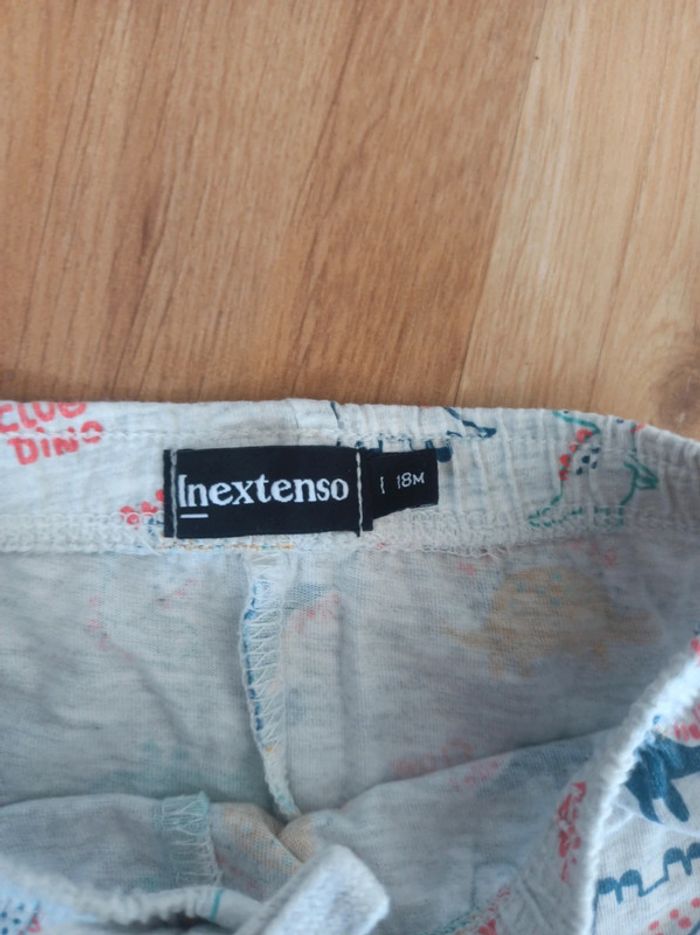 CLUB
DINO
Inextenso
18M